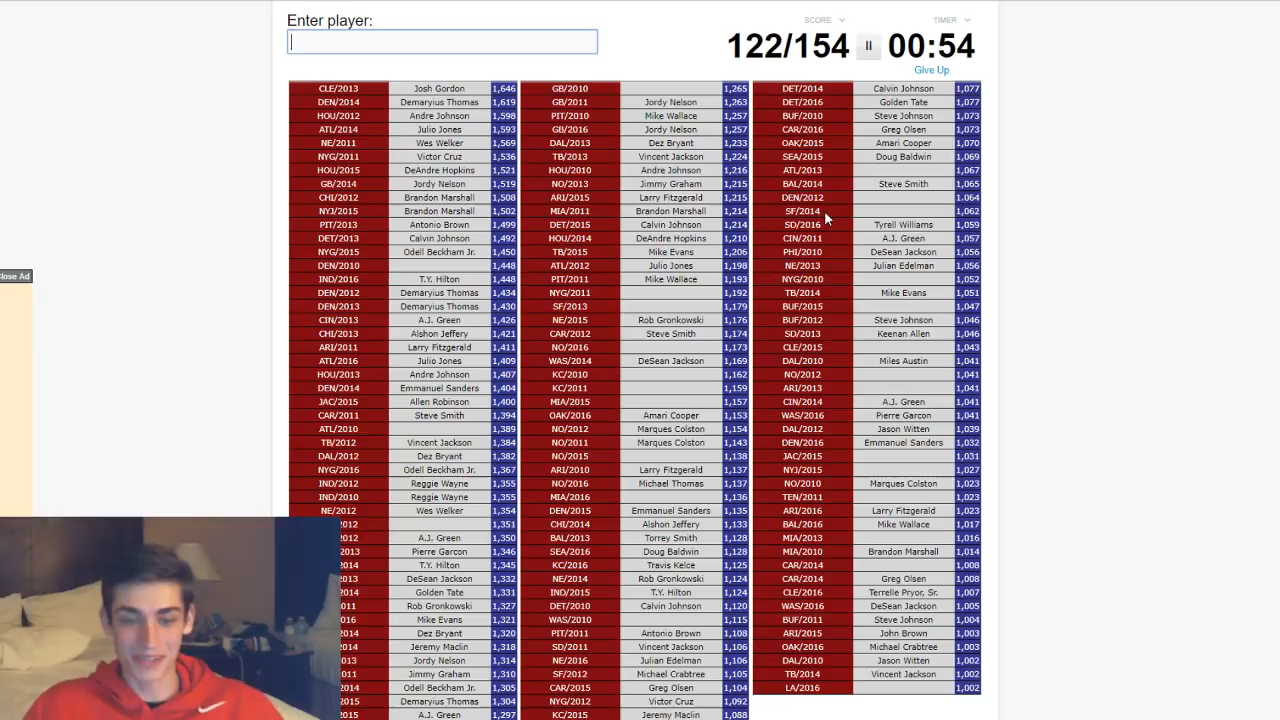 Enter player:
SCORE
TIMER
122/154
00:54
Give Up
Close Ad
CLE/2013 Josh Gordon 1,646
DEN/2014 Demaryius Thomas 1,619
HOU/2012 Andre Johnson 1,598
ATL/2014 Julio Jones 1,593
NE/2011 Wes Welker 1,569
NYG/2011 Victor Cruz 1,536
HOU/2015 DeAndre Hopkins 1,521
GB/2014 Jordy Nelson 1,519
CHI/2012 Brandon Marshall 1,508
NYJ/2015 Brandon Marshall 1,502
PIT/2013 Antonio Brown 1,499
DET/2013 Calvin Johnson 1,492
NYG/2015 Odell Beckham Jr. 1,450
DEN/2010 1,448
IND/2016 T.Y. Hilton 1,448
DEN/2012 Demaryius Thomas 1,434
DEN/2013 Demaryius Thomas 1,430
CIN/2013 A.J. Green 1,426
CHI/2013 Alshon Jeffery 1,421
ARI/2011 Larry Fitzgerald 1,411
ATL/2016 Julio Jones 1,409
HOU/2013 Andre Johnson 1,407
DEN/2014 Emmanuel Sanders 1,404
JAC/2015 Allen Robinson 1,400
CAR/2011 Steve Smith 1,394
ATL/2010 1,389
TB/2012 Vincent Jackson 1,384
DAL/2012 Dez Bryant 1,382
NYG/2016 Odell Beckham Jr. 1,367
IND/2012 Reggie Wayne 1,355
IND/2010 Reggie Wayne 1,355
NE/2012 Wes Welker 1,354
2012 1,351
A.J. Green 1,350
2013 Pierre Garcon 1,346
2014 T.Y. Hilton 1,345
2013 DeSean Jackson 1,332
2014 Golden Tate 1,331
2011 Rob Gronkowski 1,327
016 Mike Evans 1,321
2014 Dez Bryant 1,320
2014 Jeremy Maclin 1,318
013 Jordy Nelson 1,314
011 Jimmy Graham 1,310
2014 Odell Beckham Jr. 1,305
2015 Demaryius Thomas 1,304
2015 A.J. Green 1,297
GB/2010 1,265
GB/2011 Jordy Nelson 1,263
PIT/2010 Mike Wallace 1,257
GB/2016 Jordy Nelson 1,257
DAL/2013 Dez Bryant 1,233
TB/2013 Vincent Jackson 1,224
HOU/2010 Andre Johnson 1,216
NO/2013 Jimmy Graham 1,215
ARI/2015 Larry Fitzgerald 1,215
MIA/2011 Brandon Marshall 1,214
DET/2015 Calvin Johnson 1,214
HOU/2014 DeAndre Hopkins 1,210
TB/2015 Mike Evans 1,206
ATL/2012 Julio Jones 1,198
PIT/2011 Mike Wallace 1,193
NYG/2011 1,192
SF/2013 1,179
NE/2015 Rob Gronkowski 1,176
CAR/2012 Steve Smith 1,174
NO/2016 1,173
WAS/2014 DeSean Jackson 1,169
KC/2010 1,162
KC/2011 1,159
MIA/2015 1,157
OAK/2016 Amari Cooper 1,153
NO/2012 Marques Colston 1,154
NO/2011 Marques Colston 1,143
NO/2015 1,138
ARI/2010 Larry Fitzgerald 1,137
NO/2016 Michael Thomas 1,137
MIA/2016 1,136
DEN/2015 Emmanuel Sanders 1,135
CHI/2014 Alshon Jeffery 1,133
BAL/2013 Torrey Smith 1,128
SEA/2016 Doug Baldwin 1,128
KC/2016 Travis Kelce 1,125
NE/2014 Rob Gronkowski 1,124
IND/2015 T.Y. Hilton 1,124
DET/2010 Calvin Johnson 1,120
WAS/2010 1,115
PIT/2011 Antonio Brown 1,108
SD/2011 Vincent Jackson 1,106
NE/2016 Julian Edelman 1,106
SF/2012 Michael Crabtree 1,105
CAR/2015 Greg Olsen 1,104
NYG/2012 Victor Cruz 1,092
KC/2015 Jeremy Maclin 1,088
DET/2014 Calvin Johnson 1,077
DET/2016 Golden Tate 1,077
BUF/2010 Steve Johnson 1,073
CAR/2016 Greg Olsen 1,073
OAK/2015 Amari Cooper 1,070
SEA/2015 Doug Baldwin 1,069
ATL/2013 1,067
BAL/2014 Steve Smith 1,065
DEN/2012 1.064
SF/2014 1,062
SD/2016 Tyrell Williams 1,059
CIN/2011 A.J. Green 1,057
PHI/2010 DeSean Jackson 1,056
NE/2013 Julian Edelman 1,056
NYG/2010 1,052
TB/2014 Mike Evans 1,051
BUF/2015 1,047
BUF/2012 Steve Johnson 1,046
SD/2013 Keenan Allen 1,046
CLE/2015 1,043
DAL/2010 Miles Austin 1,041
NO/2012 1,041
ARI/2013 1,041
CIN/2014 A.J. Green 1,041
WAS/2016 Pierre Garcon 1,041
DAL/2012 Jason Witten 1,039
DEN/2016 Emmanuel Sanders 1,032
JAC/2015 1,031
NYJ/2015 1,027
NO/2010 Marques Colston 1,023
TEN/2011 1,023
ARI/2016 Larry Fitzgerald 1,023
BAL/2016 Mike Wallace 1,017
MIA/2013 1,016
MIA/2010 Brandon Marshall 1,014
CAR/2014 1,008
CAR/2014 Greg Olsen 1,008
CLE/2016 Terrelle Pryor, Sr. 1,007
WAS/2016 DeSean Jackson 1,005
BUF/2011 Steve Johnson 1,004
ARI/2015 John Brown 1,003
OAK/2016 Michael Crabtree 1,003
DAL/2010 Jason Witten 1,002
TB/2014 Vincent Jackson 1,002
LA/2016 1,002